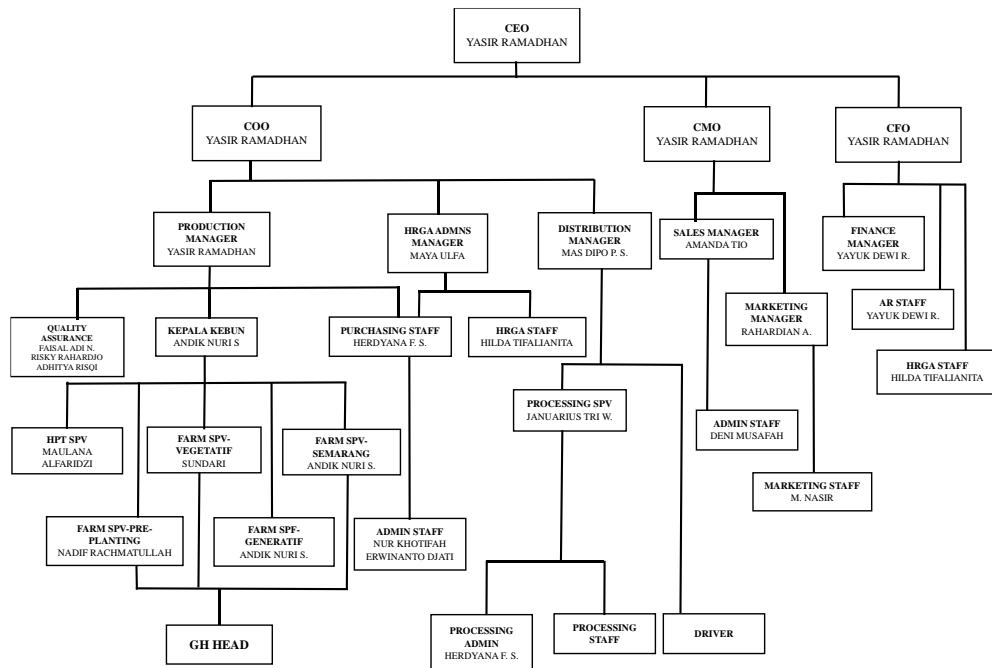 CEO
YASIR RAMADHAN
COO
YASIR RAMADHAN
CMO
YASIR RAMADHAN
CFO
YASIR RAMADHAN
PRODUCTION
MANAGER
YASIR RAMADHAN
HRGA ADMNS
MANAGER
MAYA ULFA
DISTRIBUTION
MANAGER
MAS DIPO P. S.
SALES MANAGER
AMANDA TIO
FINANCE
MANAGER
YAYUK DEWI R.
QUALITY
ASSURANCE
FAISAL ADI N.
RISKY RAHARDJO
ADHITYA RISQI
KEPALA KEBUN
ANDIK NURI S
PURCHASING STAFF
HERDYANA F. S.
HRGA STAFF
HILDA TIFALIANITA
MARKETING
MANAGER
RAHARDIAN A.
AR STAFF
YAYUK DEWI R.
HRGA STAFF
HILDA TIFALIANITA
HPT SPV
MAULANA
ALFARIDZI
FARM SPV-
VEGETATIF
SUNDARI
FARM SPV-
SEMARANG
ANDIK NURI S.
PROCESSING SPV
JANUARIUS TRI W.
ADMIN STAFF
DENI MUSAFAH
MARKETING STAFF
M. NASIR
FARM SPV-PRE-
PLANTING
NADIF RACHMATULLAH
FARM SPF-
GENERATIF
ANDIK NURI S.
ADMIN STAFF
NUR KHOTIFAH
ERWINANTO DJATI
GH HEAD
PROCESSING
ADMIN
HERDYANA F. S.
PROCESSING
STAFF
DRIVER